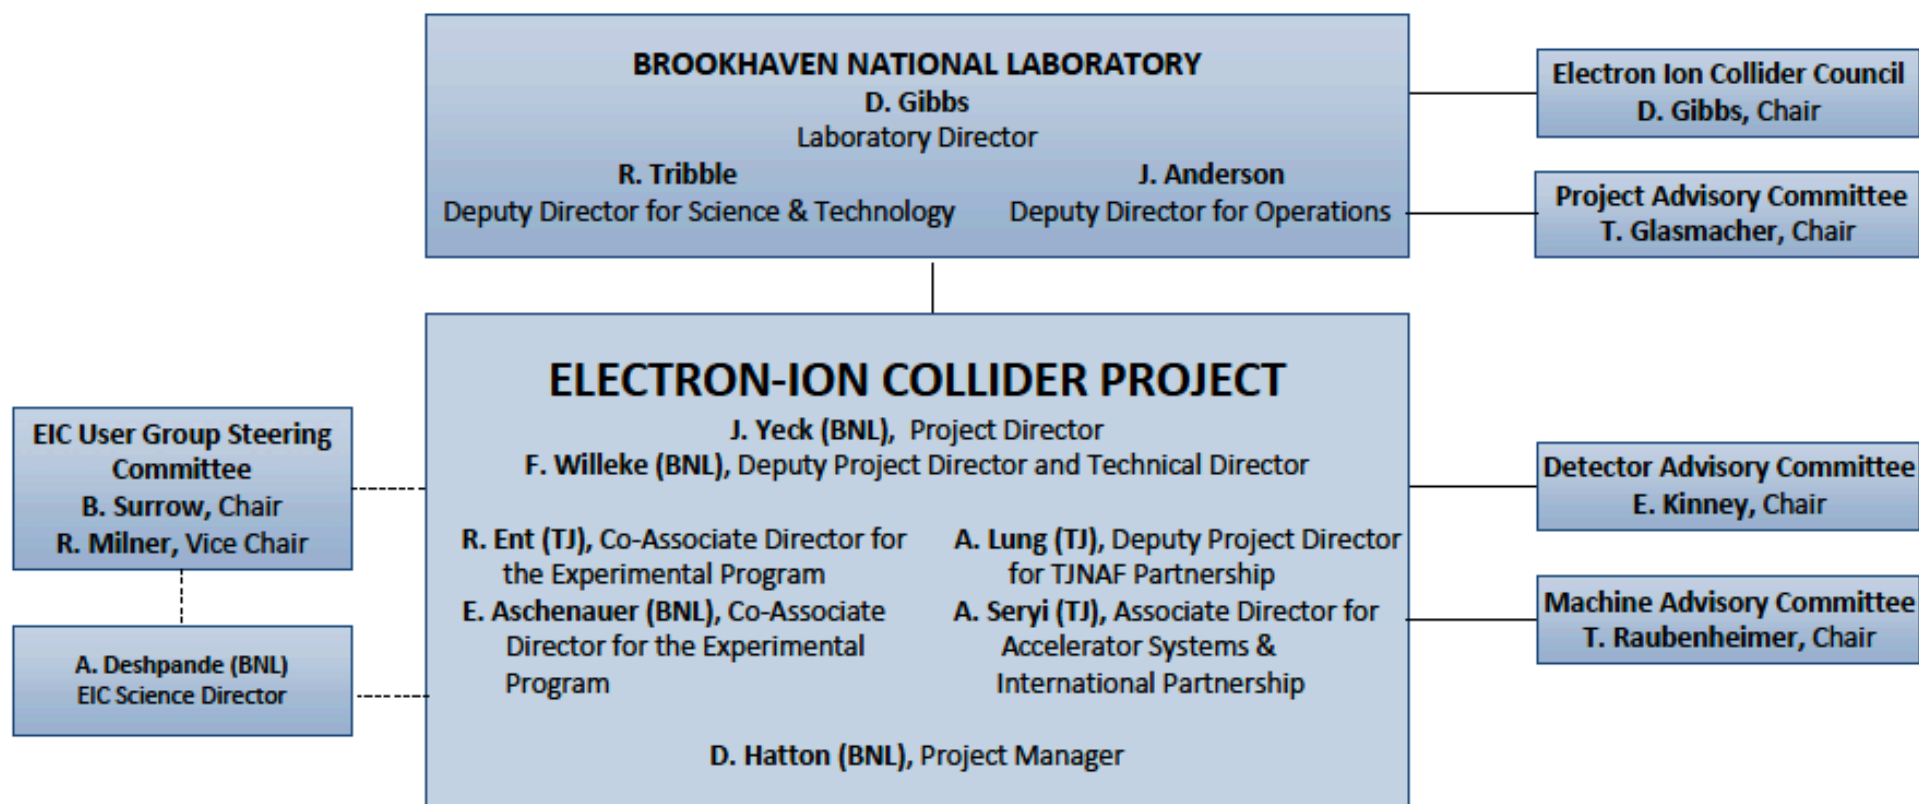 BROOKHAVEN NATIONAL LABORATORY
D. Gibbs
Laboratory Director
R. Tribble
Deputy Director for Science & Technology
J. Anderson
Deputy Director for Operations
Electron Ion Collider Council
D. Gibbs, Chair
Project Advisory Committee
T. Glasmacher, Chair
ELECTRON-ION COLLIDER PROJECT
J. Yeck (BNL), Project Director
F. Willeke (BNL), Deputy Project Director and Technical Director
R. Ent (TJ), Co-Associate Director for
the Experimental Program
E. Aschenauer (BNL), Co-Associate
Director for the Experimental
Program
A. Lung (TJ), Deputy Project Director
for TJNAF Partnership
A. Seryi (TJ), Associate Director for
Accelerator Systems &
International Partnership
D. Hatton (BNL), Project Manager
EIC User Group Steering
Committee
B. Surrow, Chair
R. Milner, Vice Chair
A. Deshpande (BNL)
EIC Science Director
Detector Advisory Committee
E. Kinney, Chair
Machine Advisory Committee
T. Raubenheimer, Chair